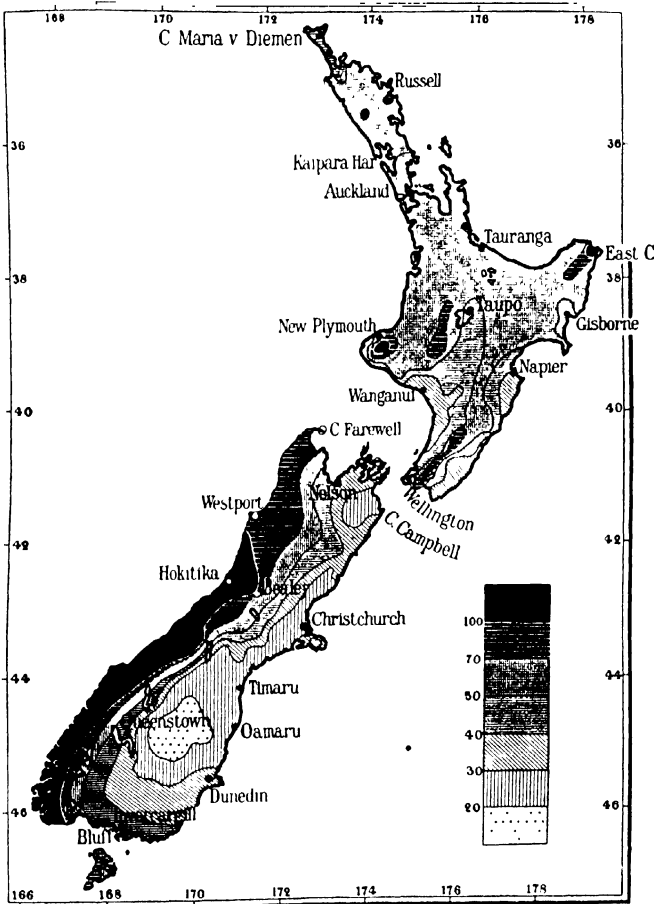 168 170 172 174 176 178
C Maria v Diemen
Russell
36 36
Kaipara Har
Auckland
Tauranga
East C
38 38
Taupo
New Plymouth
Gisborne
Napier
Wanganui
40 40
C Farewell
Nelson
Wellington
Westport
C. Campbell
42 42
Hokitika
Bealey
Christchurch
100
70
44 44
Timaru
50
Queenstown
Oamaru
40
30
Dunedin
20
46 46
Invercargill
Bluff
166 168 170 172 174 176 178